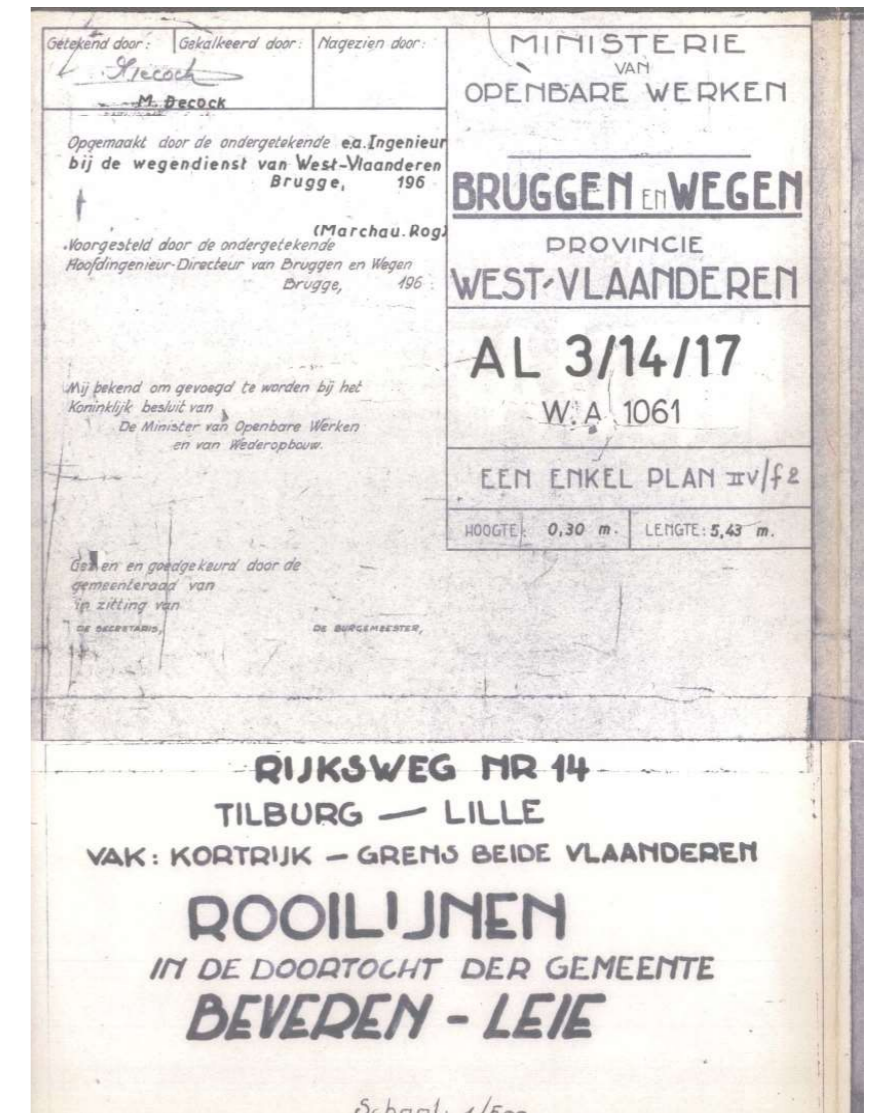 Getekend door: Gekalkeerd door: Nagezien door:
M. Decock
Opgemaakt door de ondergetekende e.a. Ingenieur
bij de wegendienst van West-Vlaanderen
Brugge, 196
(Marchau. Rog)
Voorgesteld door de ondergetekende
Hoofdingenieur-Directeur van Bruggen en Wegen
Brugge, 196
Mij bekend om gevoegd te worden bij het
Koninklijk besluit van
De Minister van Openbare Werken
en van Wederopbouw.
Gezien en goedgekeurd door de
gemeenteraad van
in zitting van
DE SECRETARIS, DE BURGEMEESTER,
MINISTERIE
VAN
OPENBARE WERKEN
BRUGGEN EN WEGEN
PROVINCIE
WEST-VLAANDEREN
AL 3/14/17
W.A 1061
EEN ENKEL PLAN IIV/f2
HOOGTE: 0,30 m. LENGTE: 5,43 m.
RIJKSWEG NR 14
TILBURG — LILLE
VAK: KORTRIJK – GRENS BEIDE VLAANDEREN
ROOILIJNEN
IN DE DOORTOCHT DER GEMEENTE
BEVEREN - LEIE
Schaal: 1/500